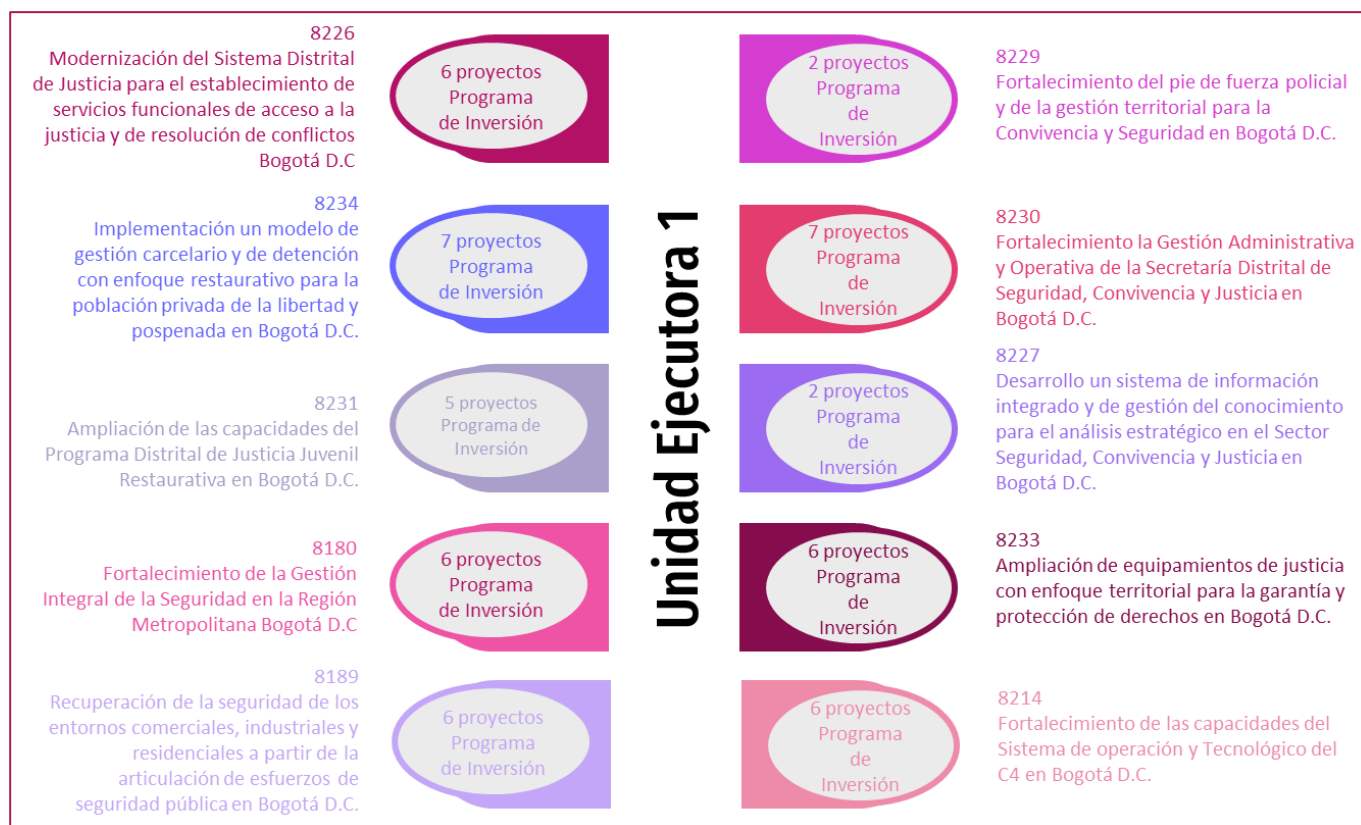 8226
Modernización del Sistema Distrital
de Justicia para el establecimiento de
servicios funcionales de acceso a la
justicia y de resolución de conflictos
Bogotá D.C
6 proyectos
Programa
de Inversión
8234
Implementación un modelo de
gestión carcelario y de detención
con enfoque restaurativo para la
población privada de la libertad y
pospenada en Bogotá D.C.
7 proyectos
Programa
de Inversión
8231
Ampliación de las capacidades del
Programa Distrital de Justicia Juvenil
Restaurativa en Bogotá D.C.
5 proyectos
Programa de
Inversión
8180
Fortalecimiento de la Gestión
Integral de la Seguridad en la Región
Metropolitana Bogotá D.C
6 proyectos
Programa
de Inversión
8189
Recuperación de la seguridad de los
entornos comerciales, industriales y
residenciales a partir de la
articulación de esfuerzos de
seguridad pública en Bogotá D.C.
6 proyectos
Programa
de Inversión
Unidad Ejecutora 1
2 proyectos
Programa
de
Inversión
8229
Fortalecimiento del pie de fuerza policial
y de la gestión territorial para la
Convivencia y Seguridad en Bogotá D.C.
7 proyectos
Programa
de
Inversión
8230
Fortalecimiento la Gestión Administrativa
y Operativa de la Secretaría Distrital de
Seguridad, Convivencia y Justicia en
Bogotá D.C.
2 proyectos
Programa
de
Inversión
8227
Desarrollo un sistema de información
integrado y de gestión del conocimiento
para el análisis estratégico en el Sector
Seguridad, Convivencia y Justicia en
Bogotá D.C.
6 proyectos
Programa
de
Inversión
8233
Ampliación de equipamientos de justicia
con enfoque territorial para la garantía y
protección de derechos en Bogotá D.C.
6 proyectos
Programa
de
Inversión
8214
Fortalecimiento de las capacidades del
Sistema de operación y Tecnológico del
C4 en Bogotá D.C.